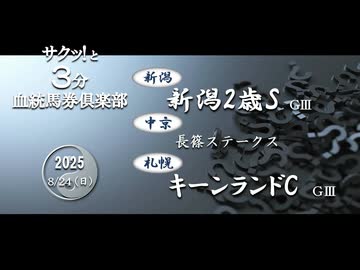 サクッ!と
3分
血統馬券倶楽部
2025
8/24(日)
新潟
新潟2歳S GⅢ
中京
長篠ステークス
札幌
キーンランドC GⅢ